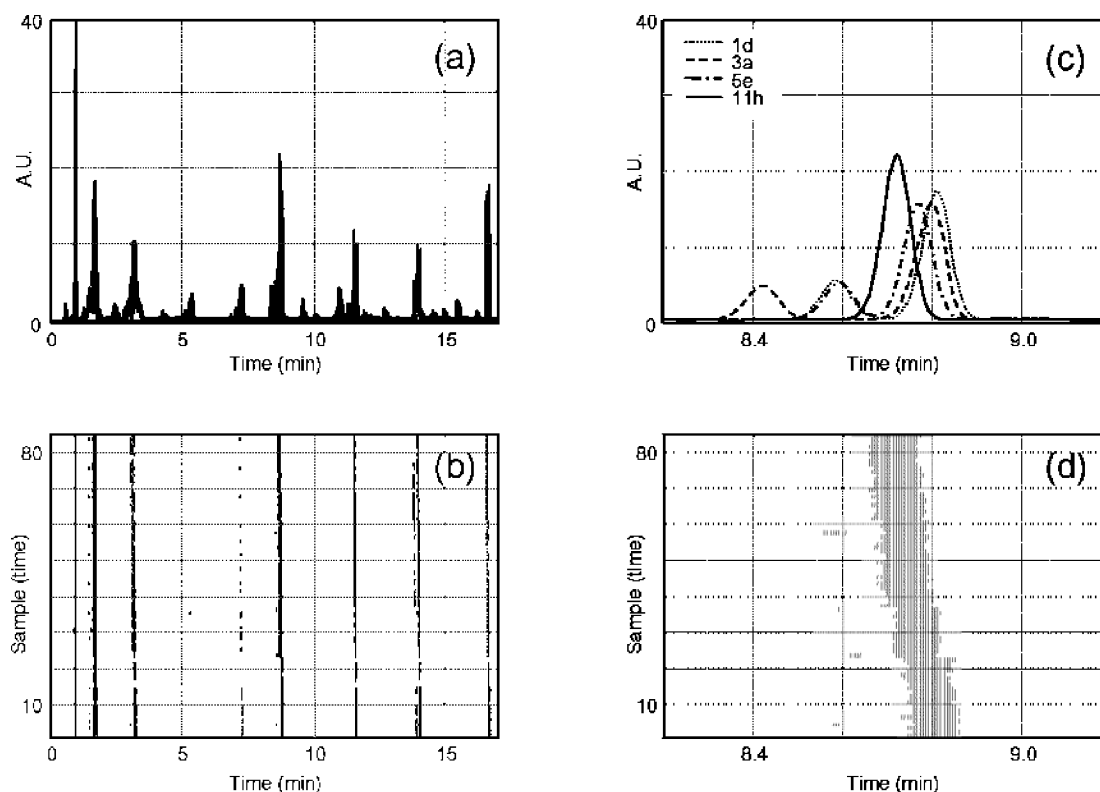 40
(a)
A.U.
0
0
5
10
15
Time (min)
40
1d
3a
5e
11h
(c)
A.U.
0
8.4
9.0
Time (min)
80
(b)
Sample (time)
10
0
5
10
15
Time (min)
80
(d)
Sample (time)
10
8.4
9.0
Time (min)